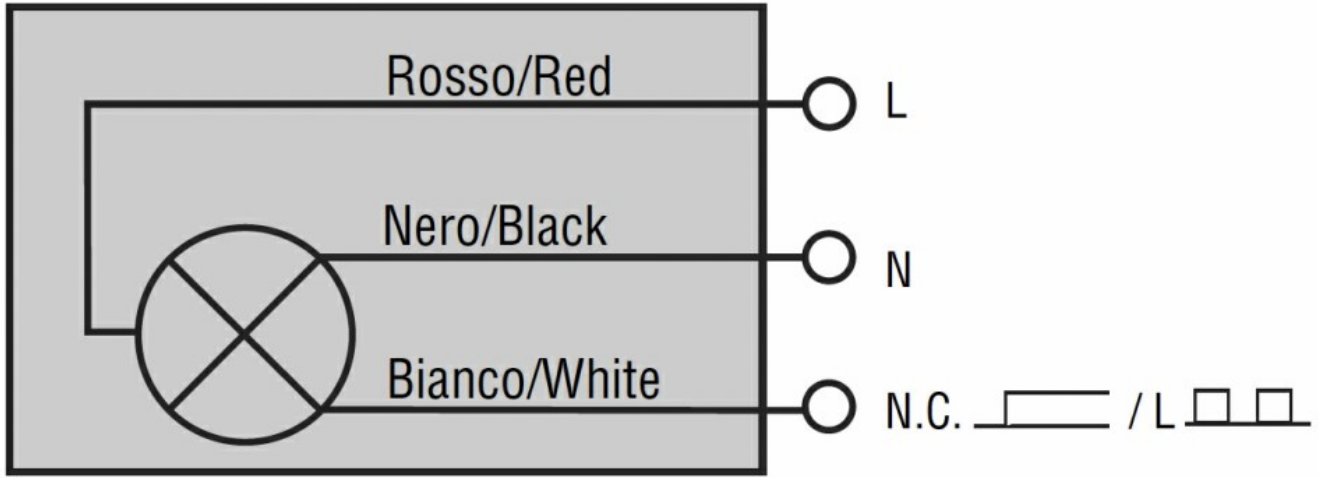 Rosso/Red
L
Nero/Black
N
Bianco/White
N.C. / L